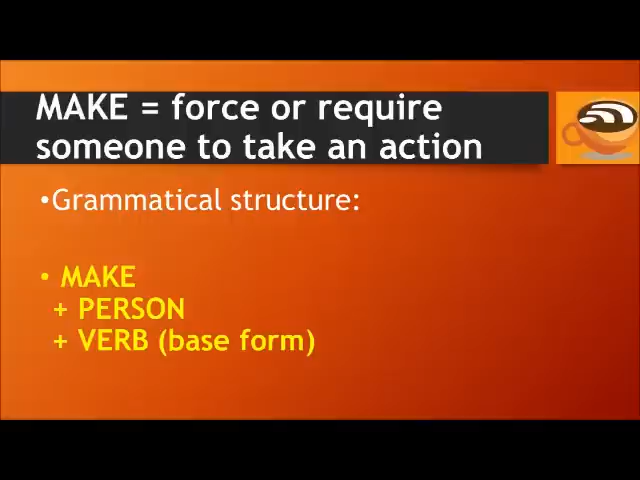 MAKE = force or require
someone to take an action
•Grammatical structure:
• MAKE
+ PERSON
+ VERB (base form)